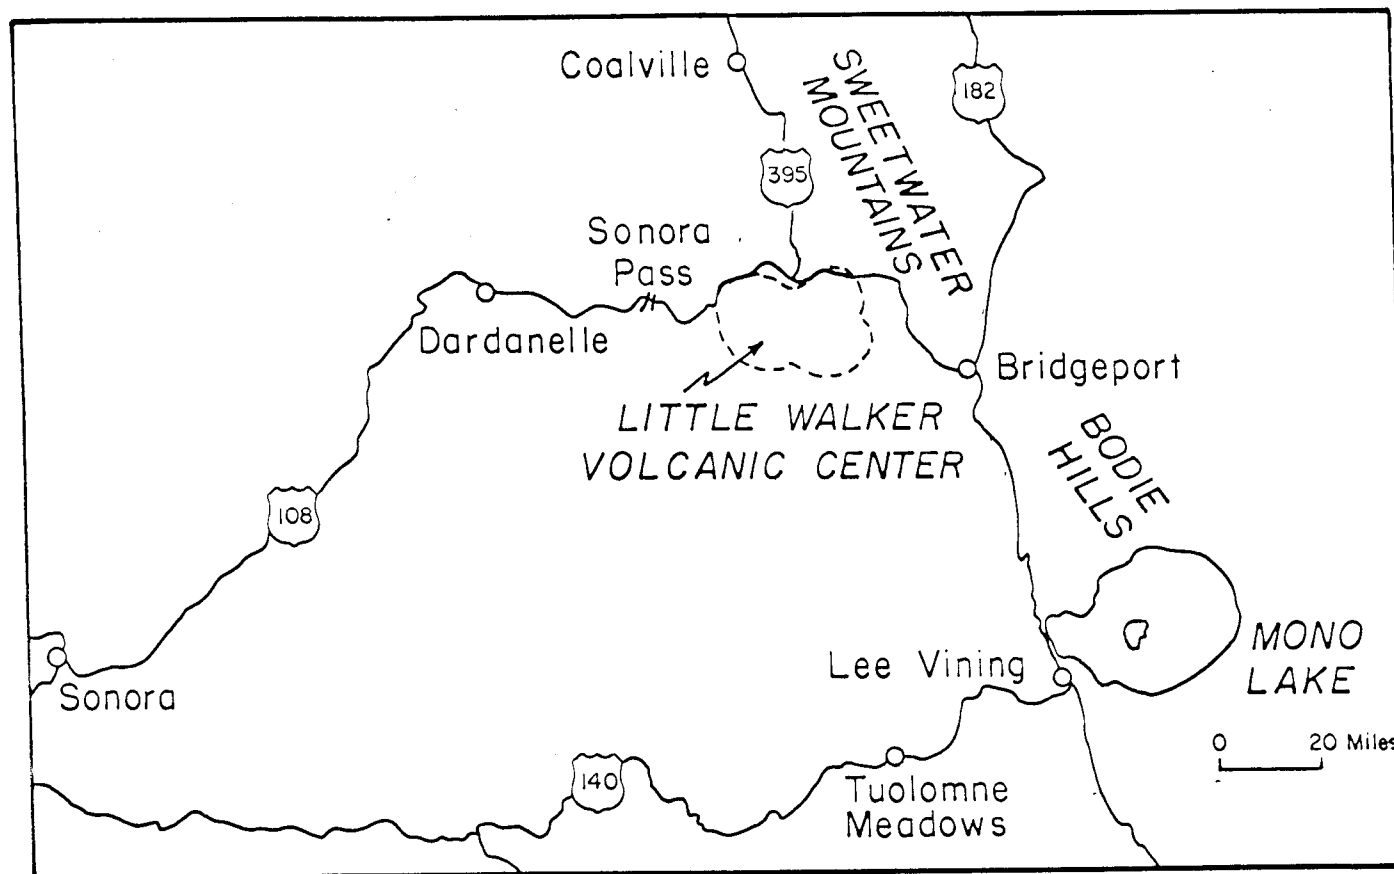 Coalville
SWEETWATER
MOUNTAINS
182
395
Sonora
Pass
Dardanelle
Bridgeport
LITTLE WALKER
VOLCANIC CENTER
BODIE
HILLS
108
MONO
LAKE
Lee Vining
Sonora
0 20 Miles
140
Tuolomne
Meadows